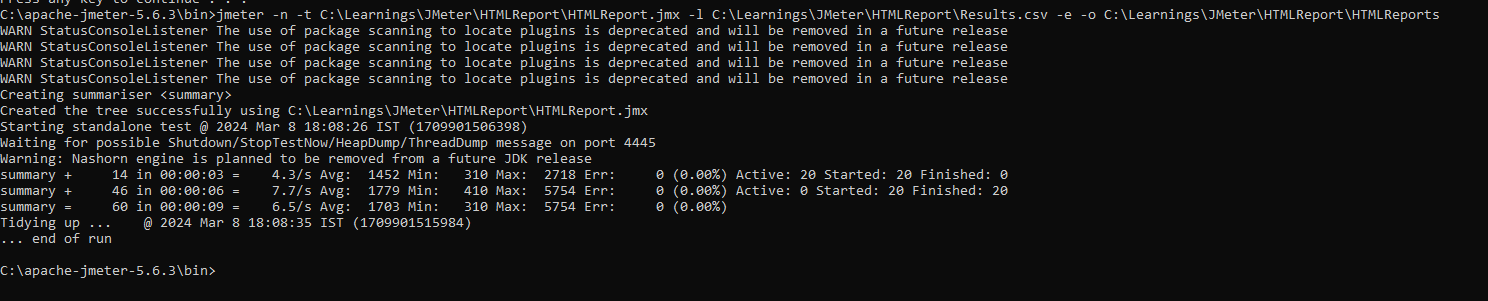 Press any key to continue . . .
C:\apache-jmeter-5.6.3\bin>jmeter -n -t C:\Learnings\JMeter\HTMLReport\HTMLReport.jmx -l C:\Learnings\JMeter\HTMLReport\Results.csv -e -o C:\Learnings\JMeter\HTMLReport\HTMLReports
WARN StatusConsoleListener The use of package scanning to locate plugins is deprecated and will be removed in a future release
WARN StatusConsoleListener The use of package scanning to locate plugins is deprecated and will be removed in a future release
WARN StatusConsoleListener The use of package scanning to locate plugins is deprecated and will be removed in a future release
WARN StatusConsoleListener The use of package scanning to locate plugins is deprecated and will be removed in a future release
Creating summariser <summary>
Created the tree successfully using C:\Learnings\JMeter\HTMLReport\HTMLReport.jmx
Starting standalone test @ 2024 Mar 8 18:08:26 IST (1709901506398)
Waiting for possible Shutdown/StopTestNow/HeapDump/ThreadDump message on port 4445
Warning: Nashorn engine is planned to be removed from a future JDK release
summary +     14 in 00:00:03 =    4.3/s Avg:  1452 Min:   310 Max:  2718 Err:     0 (0.00%) Active: 20 Started: 20 Finished: 0
summary +     46 in 00:00:06 =    7.7/s Avg:  1779 Min:   410 Max:  5754 Err:     0 (0.00%) Active: 0 Started: 20 Finished: 20
summary =     60 in 00:00:09 =    6.5/s Avg:  1703 Min:   310 Max:  5754 Err:     0 (0.00%)
Tidying up ...    @ 2024 Mar 8 18:08:35 IST (1709901515984)
... end of run
C:\apache-jmeter-5.6.3\bin>